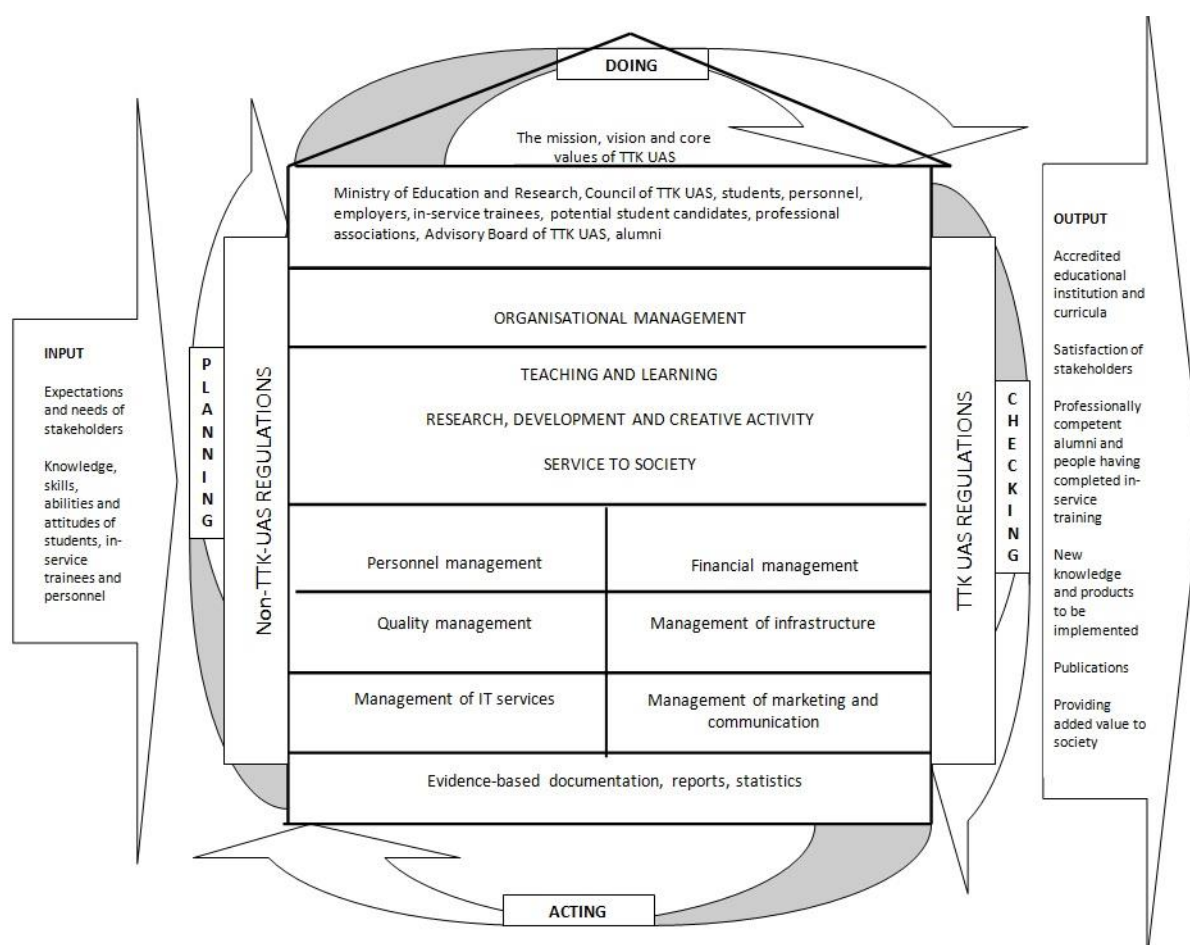 DOING
The mission, vision and core
values of TTK UAS
Ministry of Education and Research, Council of TTK UAS, students, personnel,
employers, in-service trainees, potential student candidates, professional
associations, Advisory Board of TTK UAS, alumni
INPUT
Expectations
and needs of
stakeholders
Knowledge,
skills,
abilities and
attitudes of
students, in-
service
trainees and
personnel
PLANNING
Non-TTK-UAS REGULATIONS
ORGANISATIONAL MANAGEMENT
TEACHING AND LEARNING
RESEARCH, DEVELOPMENT AND CREATIVE ACTIVITY
SERVICE TO SOCIETY
Personnel management
Financial management
Quality management
Management of infrastructure
Management of IT services
Management of marketing and
communication
Evidence-based documentation, reports, statistics
TTK UAS REGULATIONS
CHECKING
OUTPUT
Accredited
educational
institution and
curricula
Satisfaction of
stakeholders
Professionally
competent
alumni and
people having
completed in-
service
training
New
knowledge
and products
to be
implemented
Publications
Providing
added value to
society
ACTING